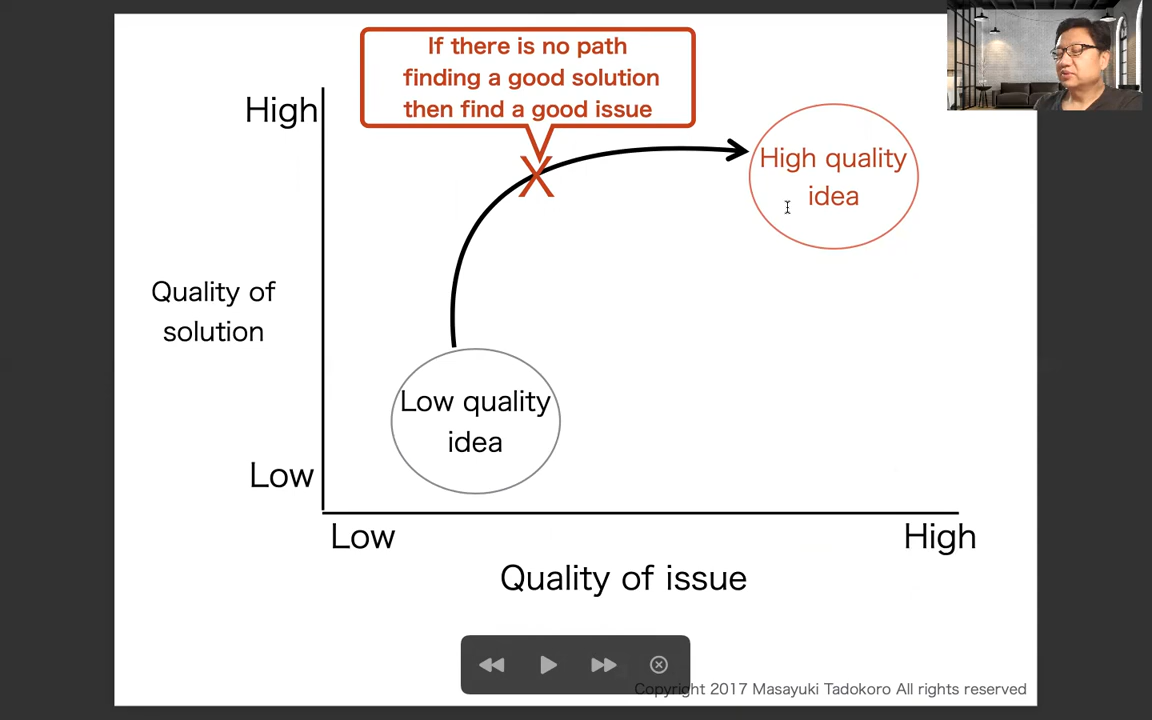 If there is no path
finding a good solution
then find a good issue
High
High quality
idea
X
Quality of
solution
Low quality
idea
Low
Low
High
Quality of issue
Copyright 2017 Masayuki Tadokoro All rights reserved